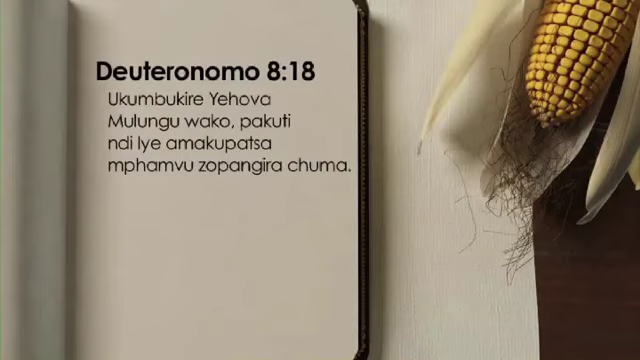 Deuteronomo 8:18
Ukumbukire Yehova
Mulungu wako, pakuti
ndi Iye amakupatsa
mphamvu zopangira chuma.